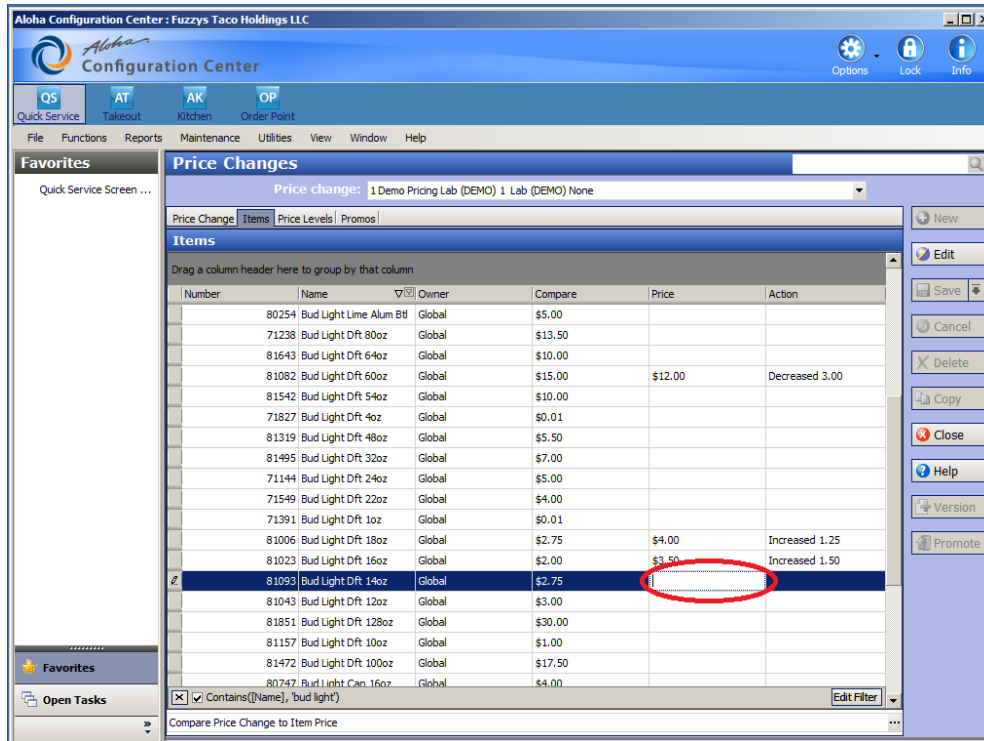 Aloha Configuration Center : Fuzzys Taco Holdings LLC
Aloha
Configuration Center
Options Lock Info
QS AT AK OP
Quick Service Takeout Kitchen Order Point
File Functions Reports Maintenance Utilities View Window Help
Favorites
Quick Service Screen ...
Price Changes
Price change: 1 Demo Pricing Lab (DEMO) 1 Lab (DEMO) None
Price Change Items Price Levels Promos
Items
Drag a column header here to group by that column
Number Name Owner Compare Price Action
80254 Bud Light Lime Alum Btl Global $5.00
71238 Bud Light Dft 80oz Global $13.50
81643 Bud Light Dft 64oz Global $10.00
81082 Bud Light Dft 60oz Global $15.00 $12.00 Decreased 3.00
81542 Bud Light Dft 54oz Global $10.00
71827 Bud Light Dft 4oz Global $0.01
81319 Bud Light Dft 48oz Global $5.50
81495 Bud Light Dft 32oz Global $7.00
71144 Bud Light Dft 24oz Global $5.00
71549 Bud Light Dft 22oz Global $4.00
71391 Bud Light Dft 1oz Global $0.01
81006 Bud Light Dft 18oz Global $2.75 $4.00 Increased 1.25
81023 Bud Light Dft 16oz Global $2.00 $3.50 Increased 1.50
81093 Bud Light Dft 14oz Global $2.75
81043 Bud Light Dft 12oz Global $3.00
81851 Bud Light Dft 128oz Global $30.00
81157 Bud Light Dft 10oz Global $1.00
81472 Bud Light Dft 100oz Global $17.50
80747 Bud Light Can 16oz Global $4.00
Contains([Name], 'bud light') Edit Filter
Compare Price Change to Item Price ...
New
Edit
Save
Cancel
Delete
Copy
Close
Help
Version
Promote
Favorites
Open Tasks
»